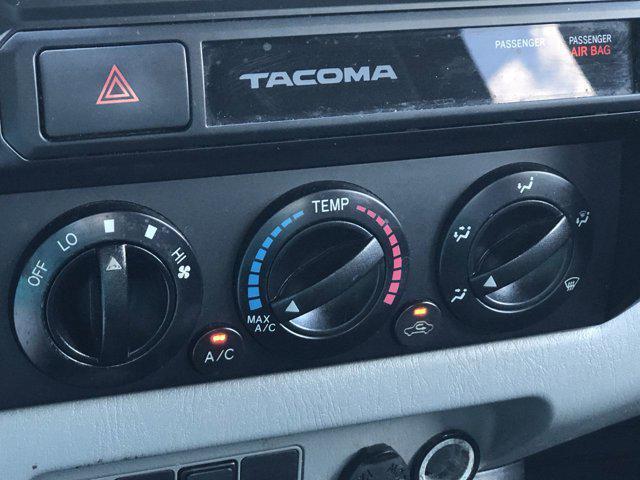 TACOMA
PASSENGER
PASSENGER
AIR BAG
OFF
LO
HI
TEMP
MAX
A/C
A/C